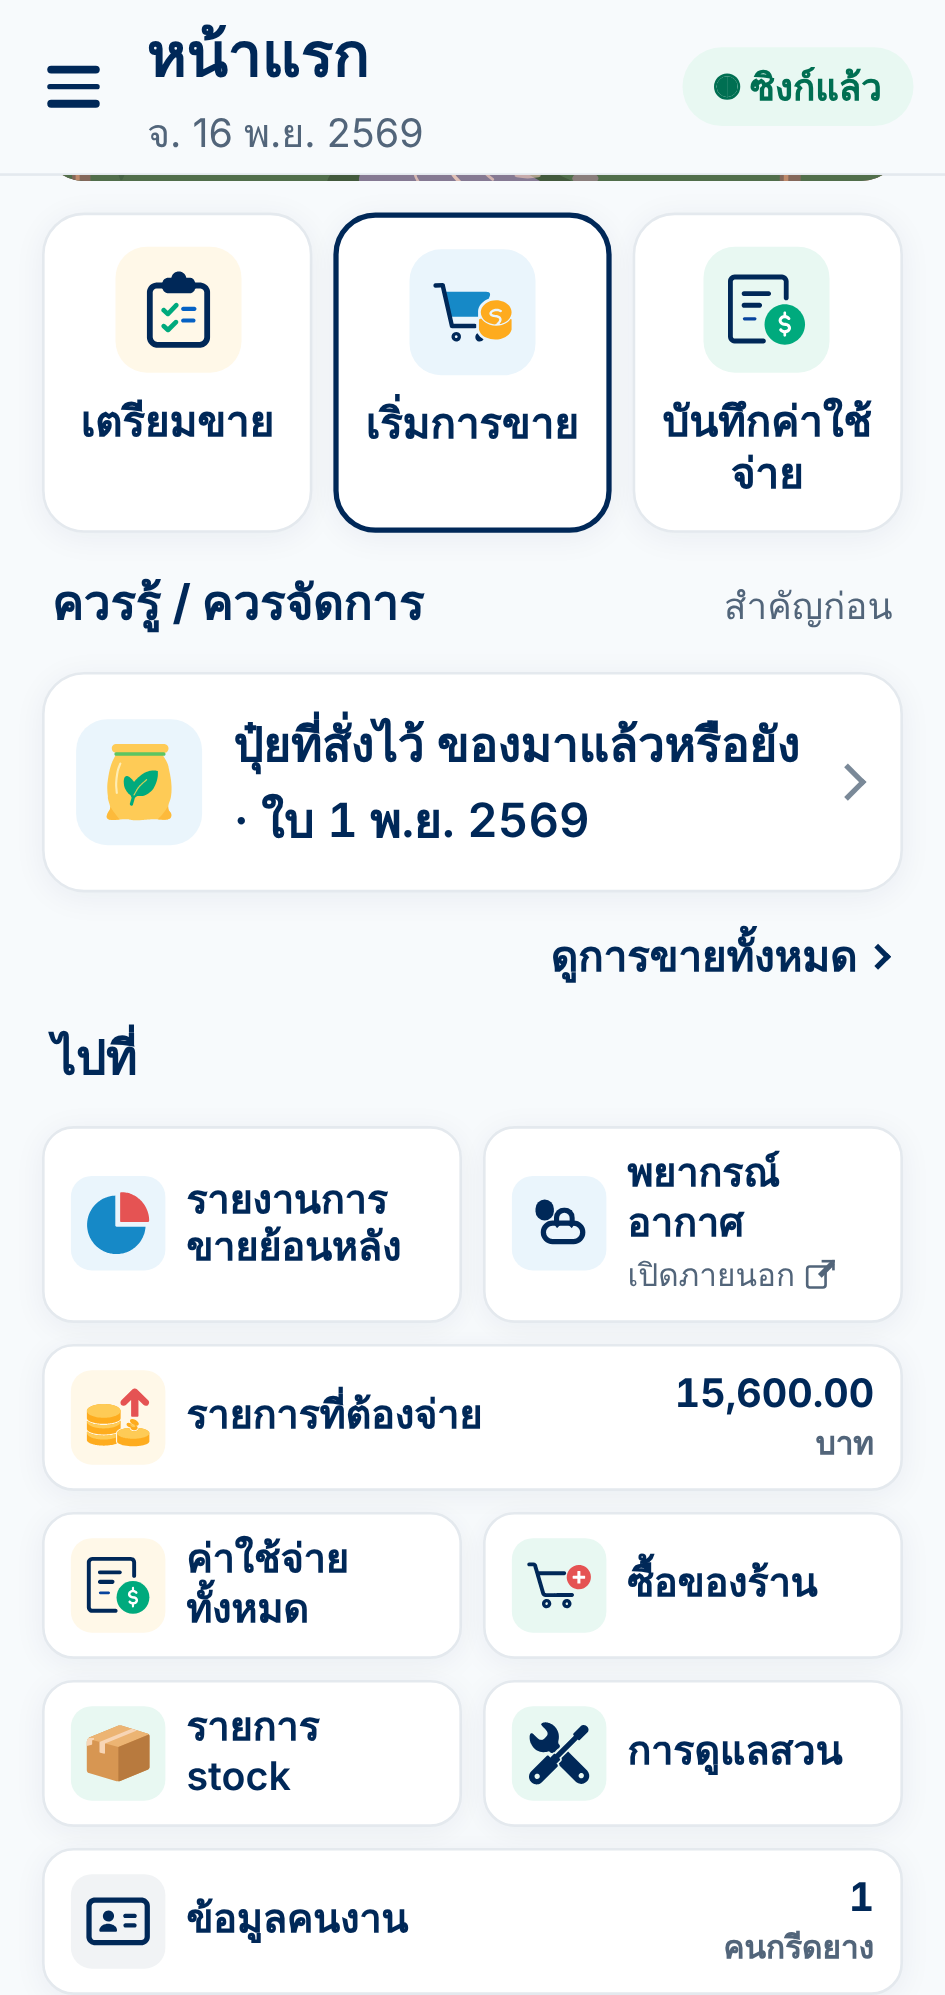 หน้าแรก
จ. 16 พ.ย. 2569
ซิงก์แล้ว
เตรียมขาย
เริ่มการขาย
บันทึกค่าใช้
จ่าย
ควรรู้ / ควรจัดการ
สำคัญก่อน
ปุ๋ยที่สั่งไว้ ของมาแล้วหรือยัง
· ใบ 1 พ.ย. 2569
ดูการขายทั้งหมด
ไปที่
รายงานการ
ขายย้อนหลัง
พยากรณ์
อากาศ
เปิดภายนอก
รายการที่ต้องจ่าย
15,600.00
บาท
ค่าใช้จ่าย
ทั้งหมด
ซื้อของร้าน
รายการ
stock
การดูแลสวน
ข้อมูลคนงาน
1
คนกรีดยาง